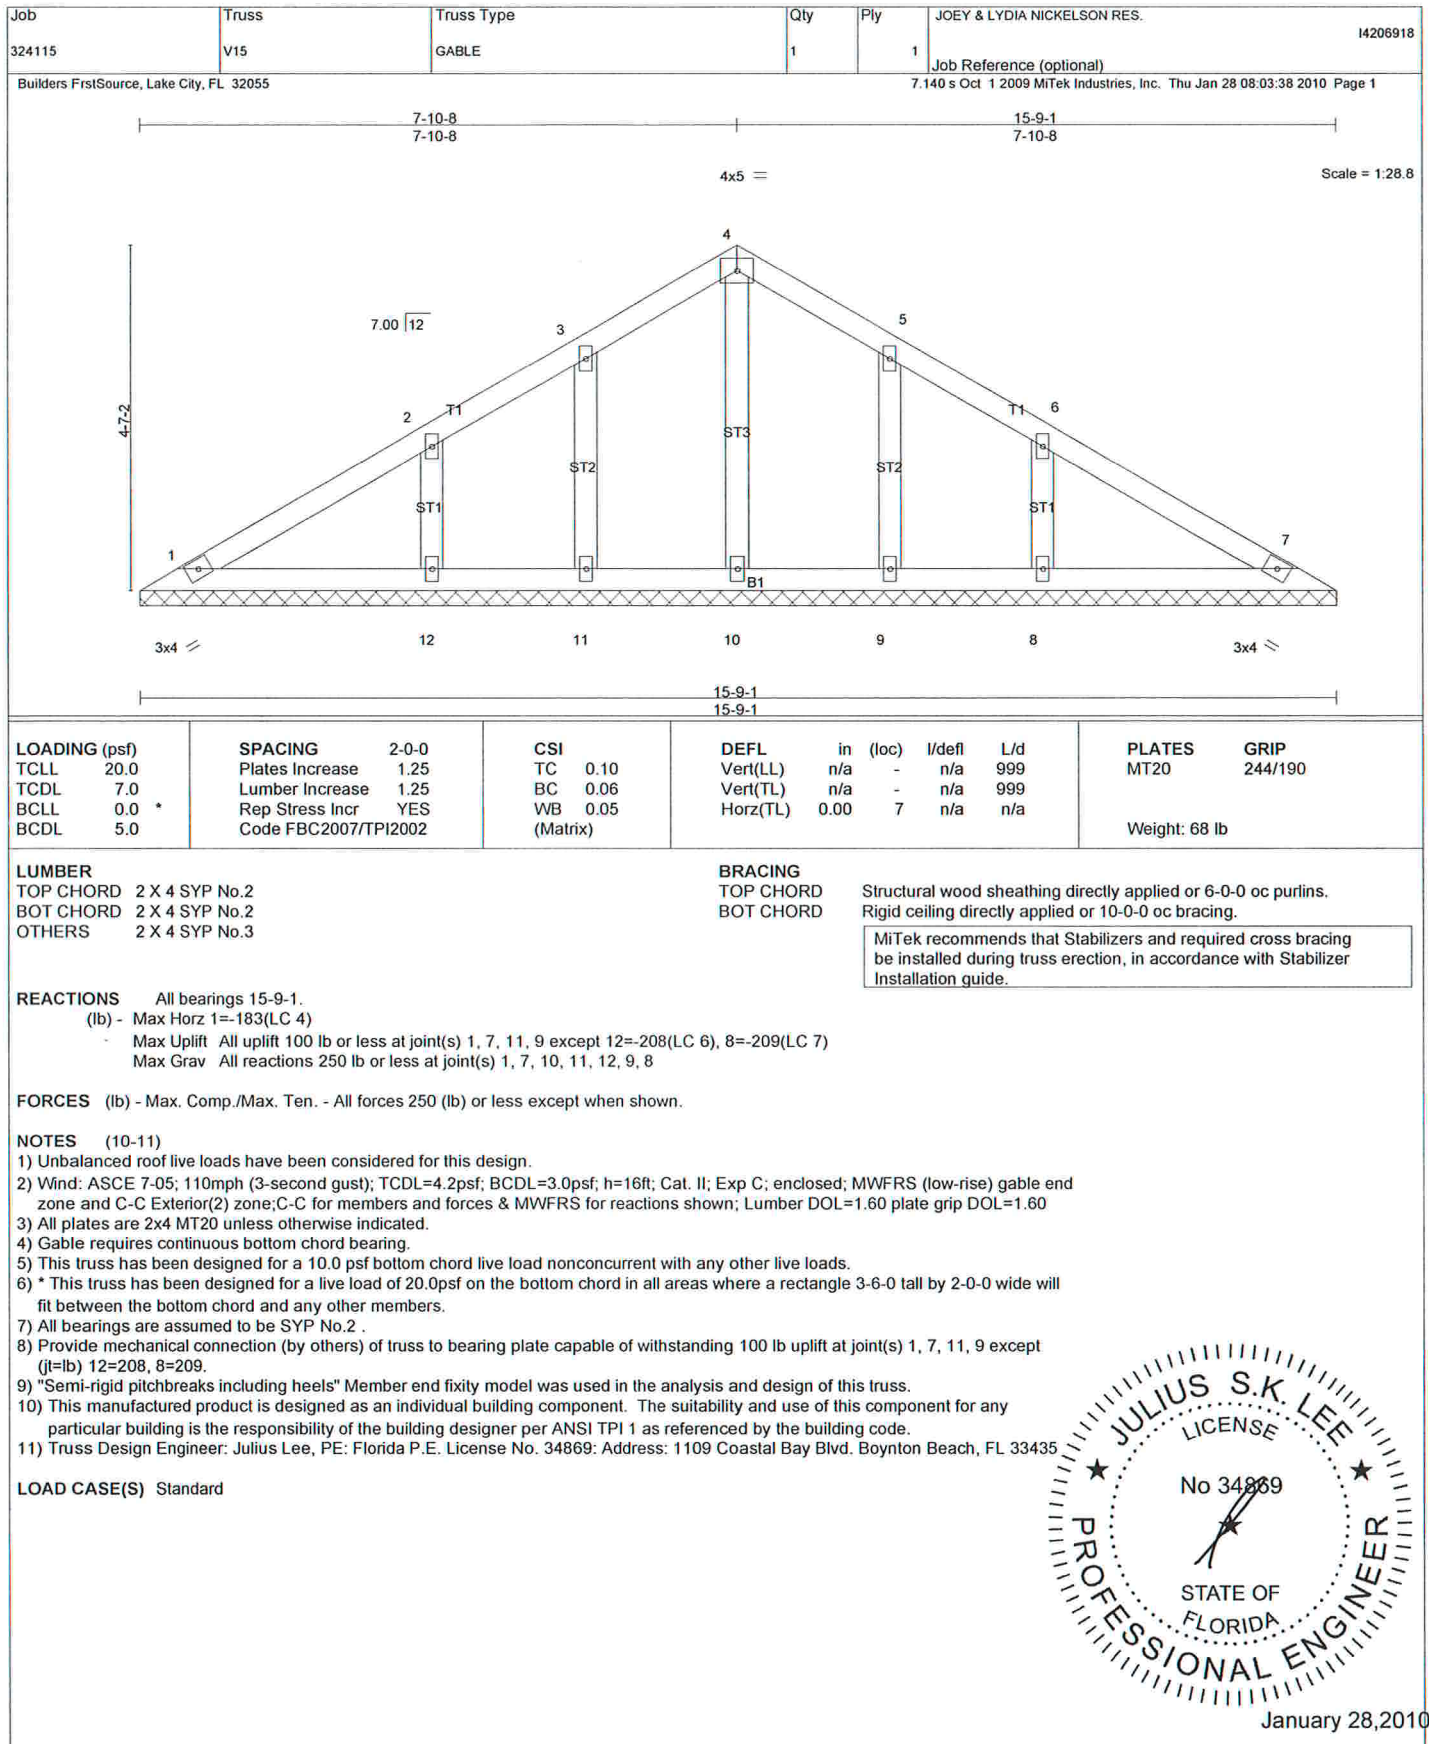 Job Truss Truss Type Qty Ply JOEY & LYDIA NICKELSON RES.
I4206918
324115 V15 GABLE 1 1
Job Reference (optional)
Builders FrstSource, Lake City, FL 32055 7.140 s Oct 1 2009 MiTek Industries, Inc. Thu Jan 28 08:03:38 2010 Page 1
7-10-8 15-9-1
7-10-8 7-10-8
4x5 =
Scale = 1:28.8
4
7.00 12
3
5
4-7-2
2
T1
T1
6
ST3
ST2
ST2
ST1
ST1
1
7
B1
12 11 10 9 8
3x4
3x4
15-9-1
15-9-1
LOADING (psf)
TCLL 20.0
TCDL 7.0
BCLL 0.0 *
BCDL 5.0
SPACING 2-0-0
Plates Increase 1.25
Lumber Increase 1.25
Rep Stress Incr YES
Code FBC2007/TPI2002
CSI
TC 0.10
BC 0.06
WB 0.05
(Matrix)
DEFL in (loc) l/defl L/d
Vert(LL) n/a - n/a 999
Vert(TL) n/a - n/a 999
Horz(TL) 0.00 7 n/a n/a
PLATES GRIP
MT20 244/190
Weight: 68 lb
LUMBER
TOP CHORD 2 X 4 SYP No.2
BOT CHORD 2 X 4 SYP No.2
OTHERS 2 X 4 SYP No.3
BRACING
TOP CHORD Structural wood sheathing directly applied or 6-0-0 oc purlins.
BOT CHORD Rigid ceiling directly applied or 10-0-0 oc bracing.
MiTek recommends that Stabilizers and required cross bracing
be installed during truss erection, in accordance with Stabilizer
Installation guide.
REACTIONS All bearings 15-9-1.
(lb) - Max Horz 1=-183(LC 4)
Max Uplift All uplift 100 lb or less at joint(s) 1, 7, 11, 9 except 12=-208(LC 6), 8=-209(LC 7)
Max Grav All reactions 250 lb or less at joint(s) 1, 7, 10, 11, 12, 9, 8
FORCES (lb) - Max. Comp./Max. Ten. - All forces 250 (lb) or less except when shown.
NOTES (10-11)
1) Unbalanced roof live loads have been considered for this design.
2) Wind: ASCE 7-05; 110mph (3-second gust); TCDL=4.2psf; BCDL=3.0psf; h=16ft; Cat. II; Exp C; enclosed; MWFRS (low-rise) gable end
zone and C-C Exterior(2) zone;C-C for members and forces & MWFRS for reactions shown; Lumber DOL=1.60 plate grip DOL=1.60
3) All plates are 2x4 MT20 unless otherwise indicated.
4) Gable requires continuous bottom chord bearing.
5) This truss has been designed for a 10.0 psf bottom chord live load nonconcurrent with any other live loads.
6) * This truss has been designed for a live load of 20.0psf on the bottom chord in all areas where a rectangle 3-6-0 tall by 2-0-0 wide will
fit between the bottom chord and any other members.
7) All bearings are assumed to be SYP No.2 .
8) Provide mechanical connection (by others) of truss to bearing plate capable of withstanding 100 lb uplift at joint(s) 1, 7, 11, 9 except
(jt=lb) 12=208, 8=209.
9) "Semi-rigid pitchbreaks including heels" Member end fixity model was used in the analysis and design of this truss.
10) This manufactured product is designed as an individual building component. The suitability and use of this component for any
particular building is the responsibility of the building designer per ANSI TPI 1 as referenced by the building code.
11) Truss Design Engineer: Julius Lee, PE: Florida P.E. License No. 34869: Address: 1109 Coastal Bay Blvd. Boynton Beach, FL 33435
LOAD CASE(S) Standard
JULIUS S.K. LEE
LICENSE
No 34869
STATE OF
FLORIDA
PROFESSIONAL ENGINEER
January 28,2010